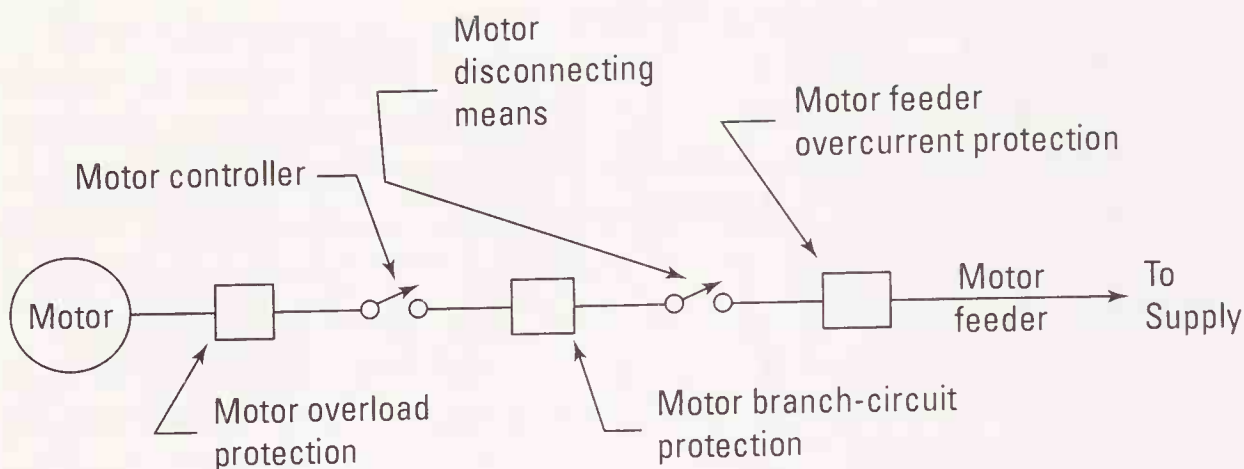 Motor
disconnecting
means
Motor feeder
overcurrent protection
Motor controller
Motor
Motor
feeder
To
Supply
Motor overload
protection
Motor branch-circuit
protection